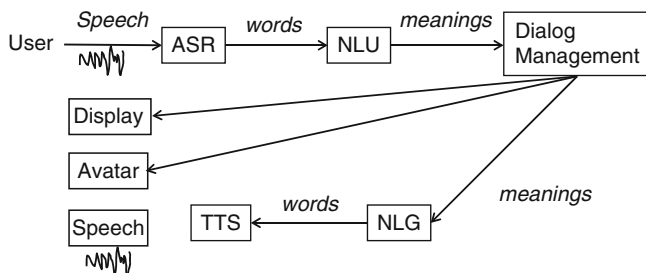 Speech
words
meanings
User
ASR
NLU
Dialog
Management
Display
Avatar
meanings
words
Speech
TTS
NLG